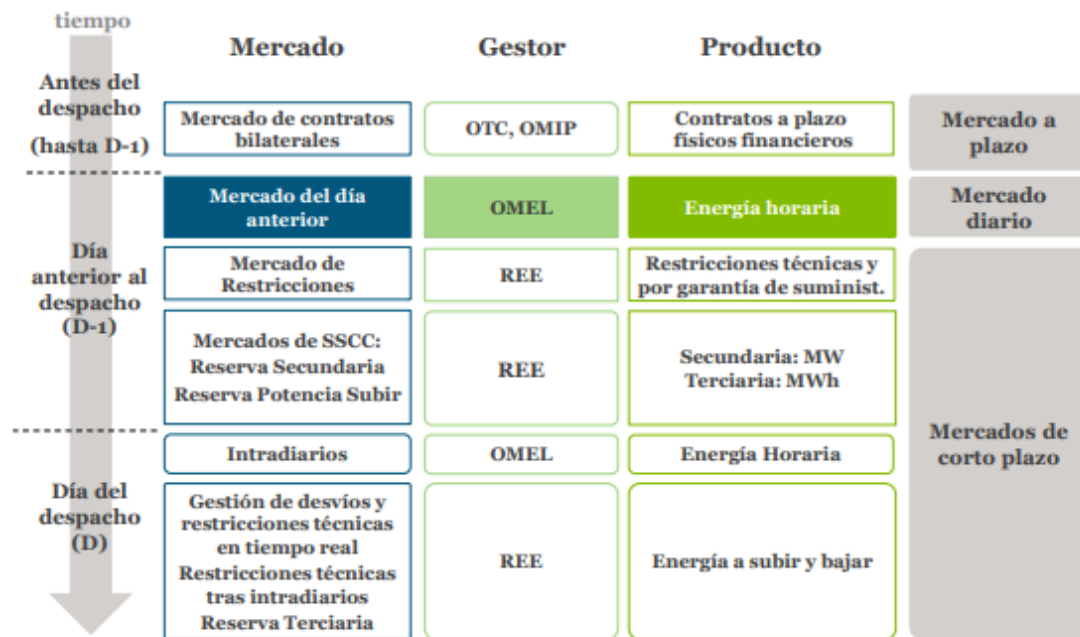 tiempo
Mercado
Gestor
Producto
Antes del
despacho
(hasta D-1)
Mercado de contratos
bilaterales
OTC, OMIP
Contratos a plazo
físicos financieros
Mercado a
plazo
Mercado del día
anterior
OMEL
Energía horaria
Mercado
diario
Día
anterior al
despacho
(D-1)
Mercado de
Restricciones
REE
Restricciones técnicas y
por garantía de suminist.
Mercados de SSCC:
Reserva Secundaria
Reserva Potencia Subir
REE
Secundaria: MW
Terciaria: MWh
Mercados de
corto plazo
Día del
despacho
(D)
Intradiarios
OMEL
Energía Horaria
Gestión de desvíos y
restricciones técnicas
en tiempo real
Restricciones técnicas
tras intradiarios
Reserva Terciaria
REE
Energía a subir y bajar